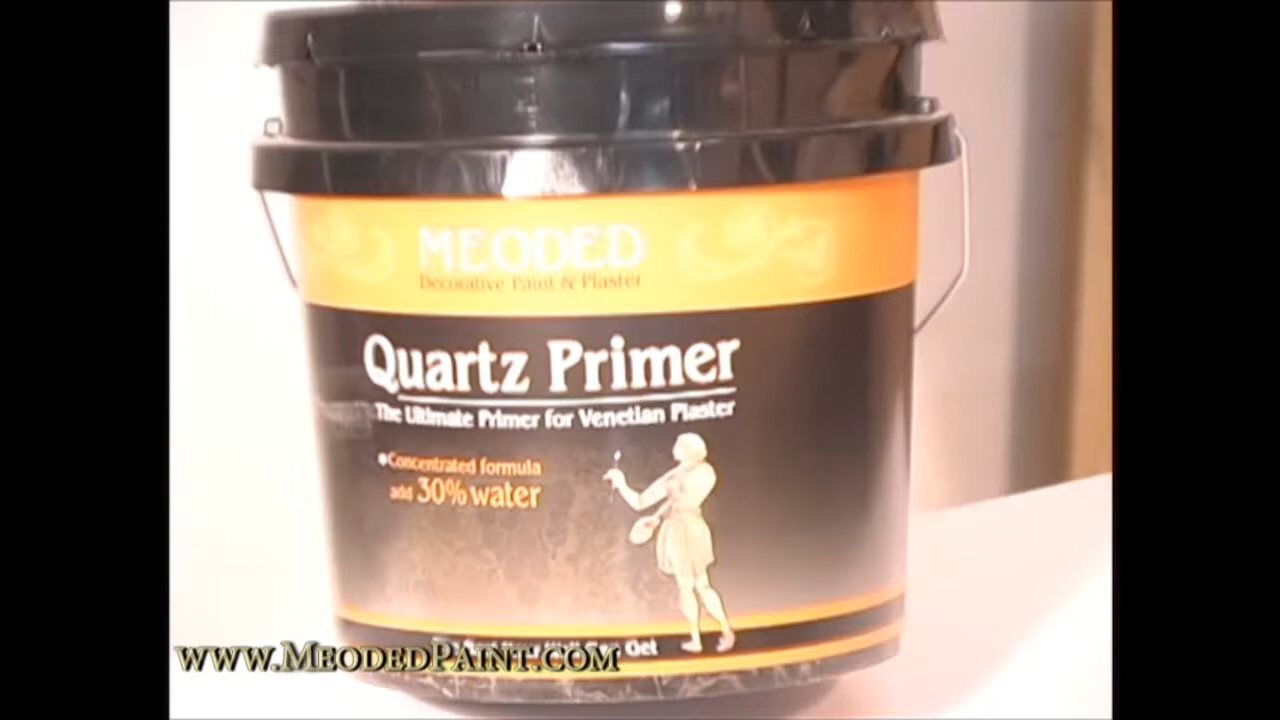 MEODED
Decorative Paint & Plaster
Quartz Primer
The Ultimate Primer for Venetian Plaster
*Concentrated formula
add 30% water
Get
www.MeodedPaint.com